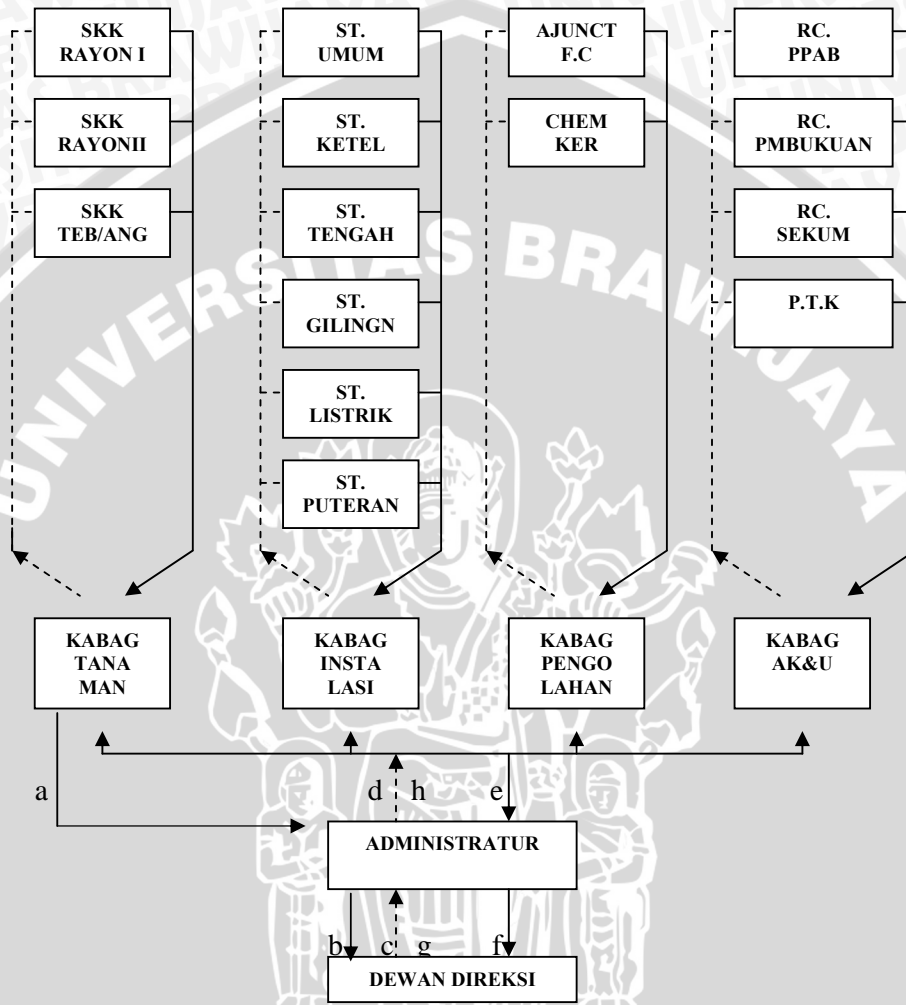 SKK
RAYON I
SKK
RAYONII
SKK
TEB/ANG
ST.
UMUM
ST.
KETEL
ST.
TENGAH
ST.
GILINGN
ST.
LISTRIK
ST.
PUTERAN
AJUNCT
F.C
CHEM
KER
RC.
PPAB
RC.
PMBUKUAN
RC.
SEKUM
P.T.K
UNIVERSITAS BRAWIJAYA
KABAG
TANA
MAN
KABAG
INSTA
LASI
KABAG
PENGO
LAHAN
KABAG
AK&U
a
d h e
ADMINISTRATUR
b c g f
DEWAN DIREKSI